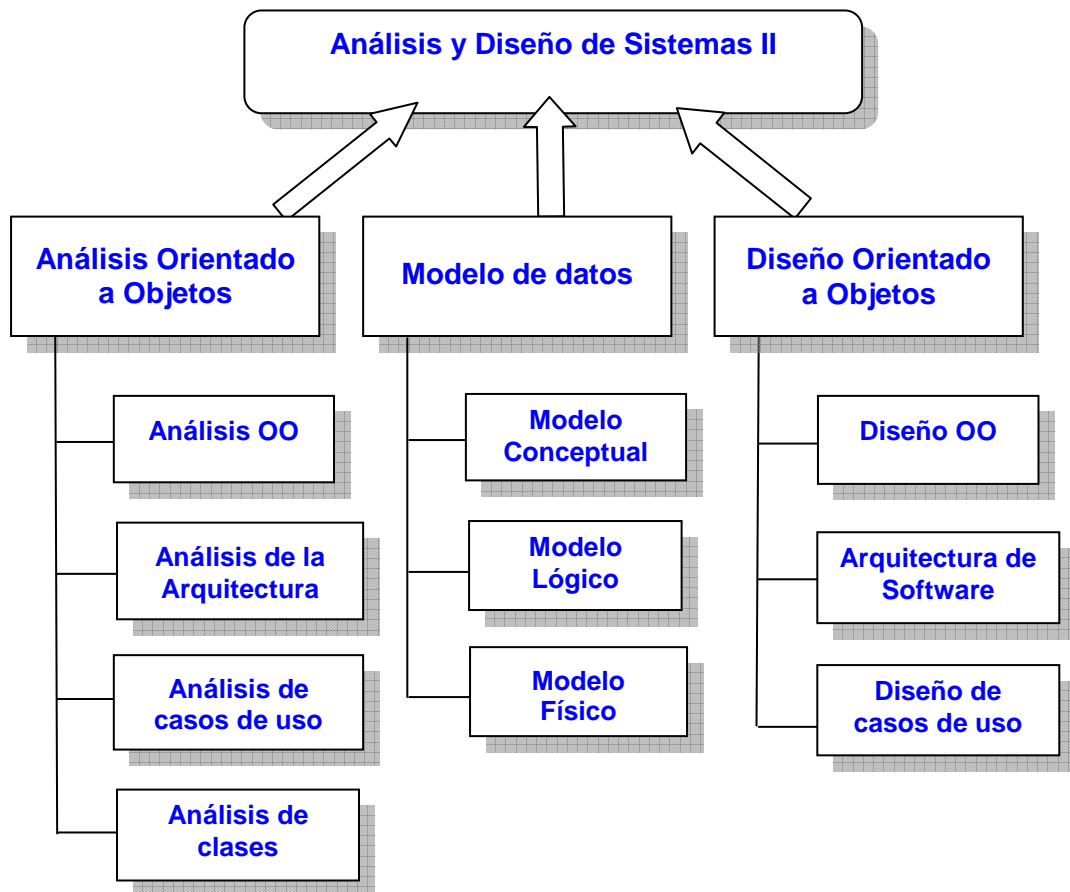 Análisis y Diseño de Sistemas II
Análisis Orientado
a Objetos
Modelo de datos
Diseño Orientado
a Objetos
Análisis OO
Análisis de la
Arquitectura
Análisis de
casos de uso
Análisis de
clases
Modelo
Conceptual
Modelo
Lógico
Modelo
Físico
Diseño OO
Arquitectura de
Software
Diseño de
casos de uso